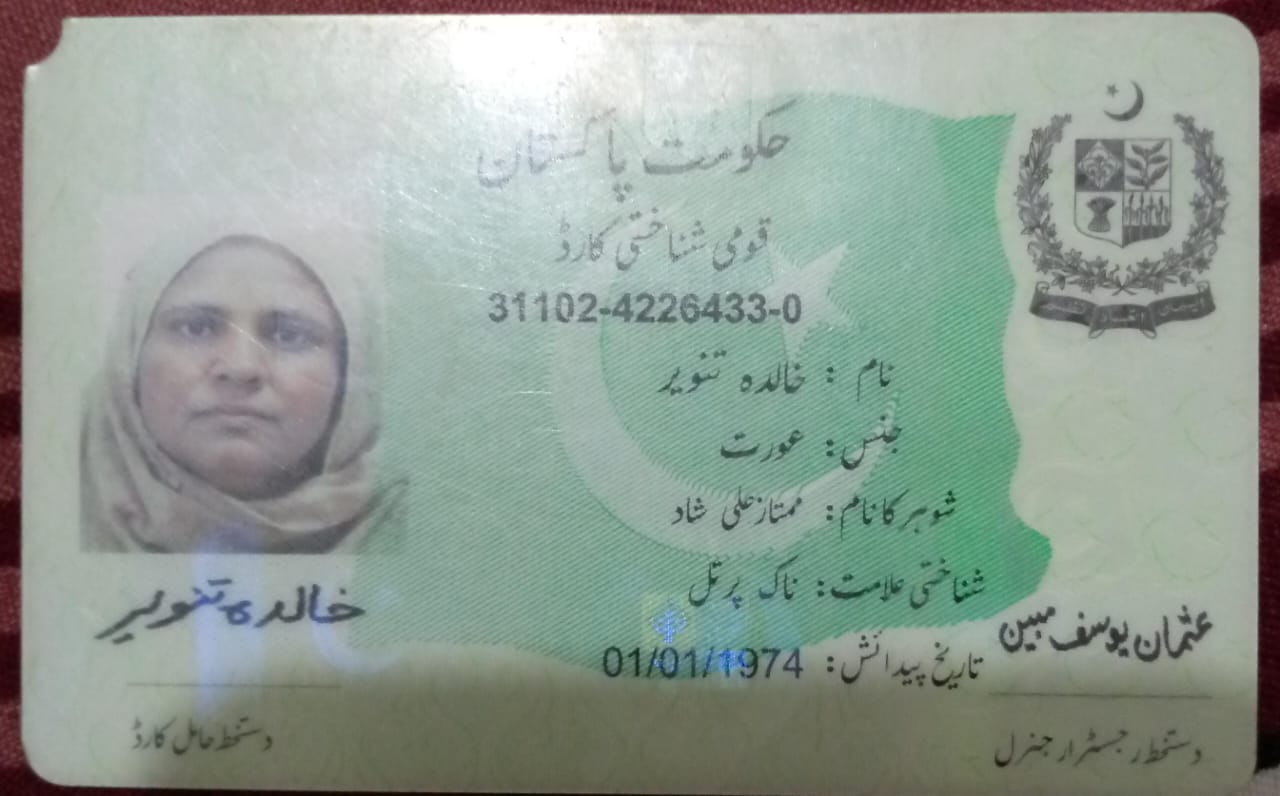 حکومت پاکستان
قومی شناختی کارڈ
31102-4226433-0
نام : خالدہ تنویر
جنس: عورت
شوہر کا نام: ممتاز علی شاد
شناختی علامت: ناک پر تل
تاریخ پیدائش: 01/01/1974
عثمان یوسف مبین
دستخط رجسٹرار جنرل
خالدہ تنویر
دستخط حامل کارڈ